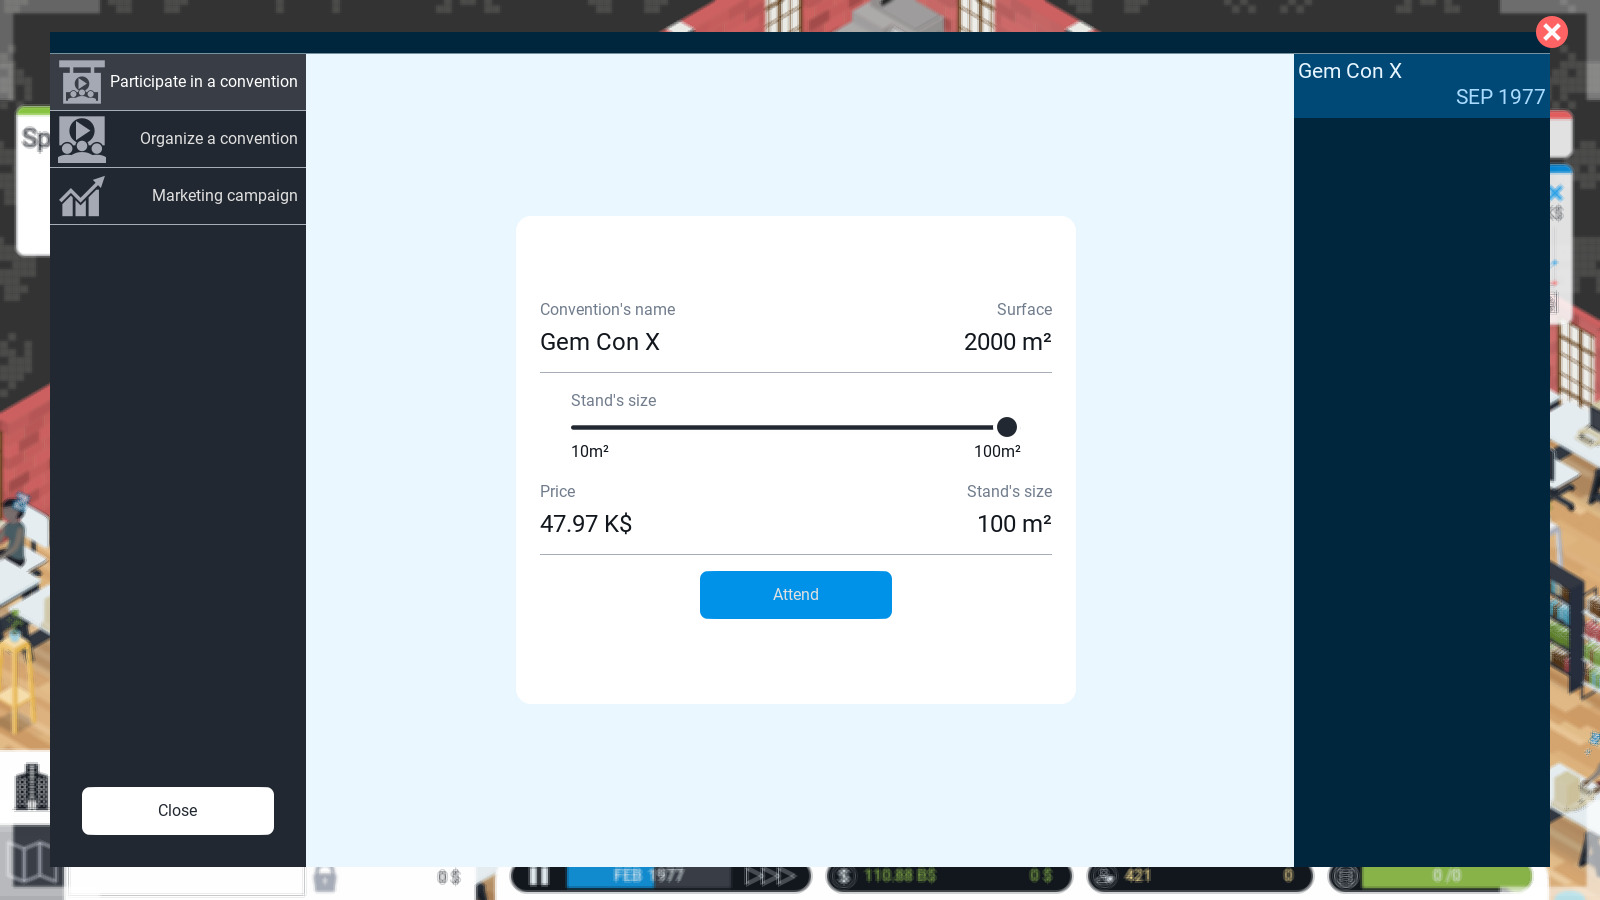 Participate in a convention
Organize a convention
Marketing campaign
Close
Gem Con X
SEP 1977
Convention's name
Surface
Gem Con X
2000 m²
Stand's size
10m²
100m²
Price
Stand's size
47.97 K$
100 m²
Attend
Sp
0 $
FEB 1977
110.88 B$
0 $
421
0
0 /0